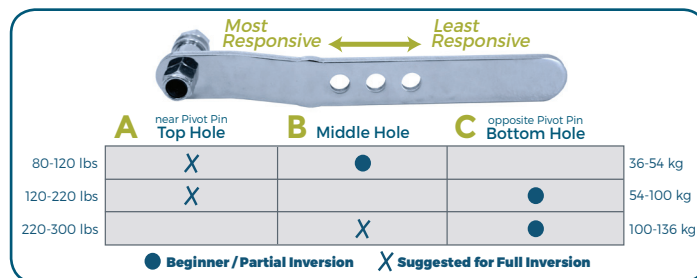 Most
Responsive
Least
Responsive
A near Pivot Pin
Top Hole
B Middle Hole
C opposite Pivot Pin
Bottom Hole
80-120 lbs X ● 36-54 kg
120-220 lbs X ● 54-100 kg
220-300 lbs X ● 100-136 kg
● Beginner / Partial Inversion X Suggested for Full Inversion